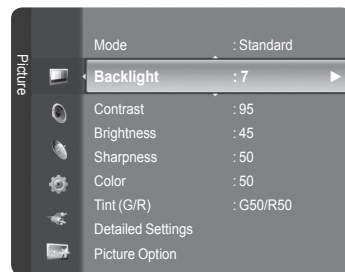 Picture
Mode : Standard
Backlight : 7
Contrast : 95
Brightness : 45
Sharpness : 50
Color : 50
Tint (G/R) : G50/R50
Detailed Settings
Picture Option